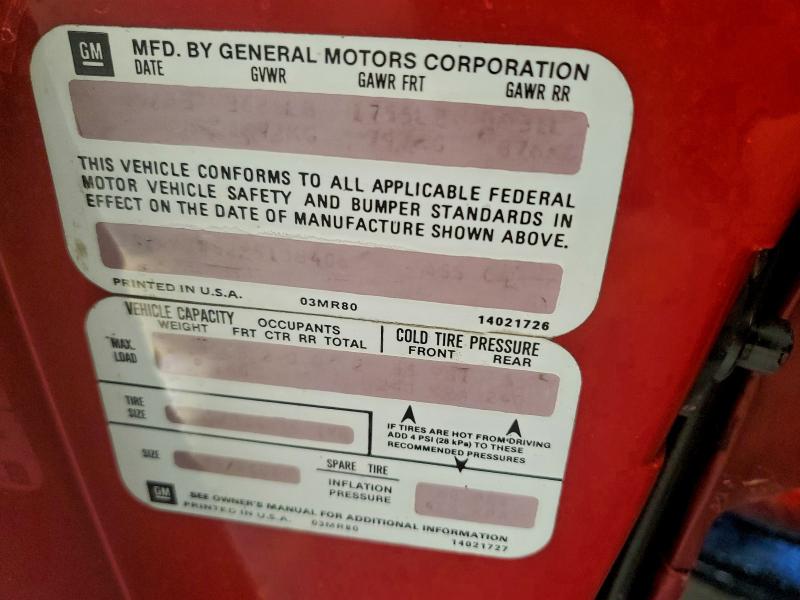 GM MFD. BY GENERAL MOTORS CORPORATION
DATE GVWR GAWR FRT GAWR RR
THIS VEHICLE CONFORMS TO ALL APPLICABLE FEDERAL
MOTOR VEHICLE SAFETY AND BUMPER STANDARDS IN
EFFECT ON THE DATE OF MANUFACTURE SHOWN ABOVE.
PRINTED IN U.S.A. 03MR80 14021726
VEHICLE CAPACITY
WEIGHT OCCUPANTS
FRT CTR RR TOTAL
COLD TIRE PRESSURE
FRONT REAR
MAX.
LOAD
TIRE
SIZE
IF TIRES ARE HOT FROM DRIVING
ADD 4 PSI (28 kPa) TO THESE
RECOMMENDED PRESSURES
SIZE
SPARE TIRE
INFLATION
PRESSURE
GM SEE OWNER'S MANUAL FOR ADDITIONAL INFORMATION
PRINTED IN U.S.A. 03MR80 14021727